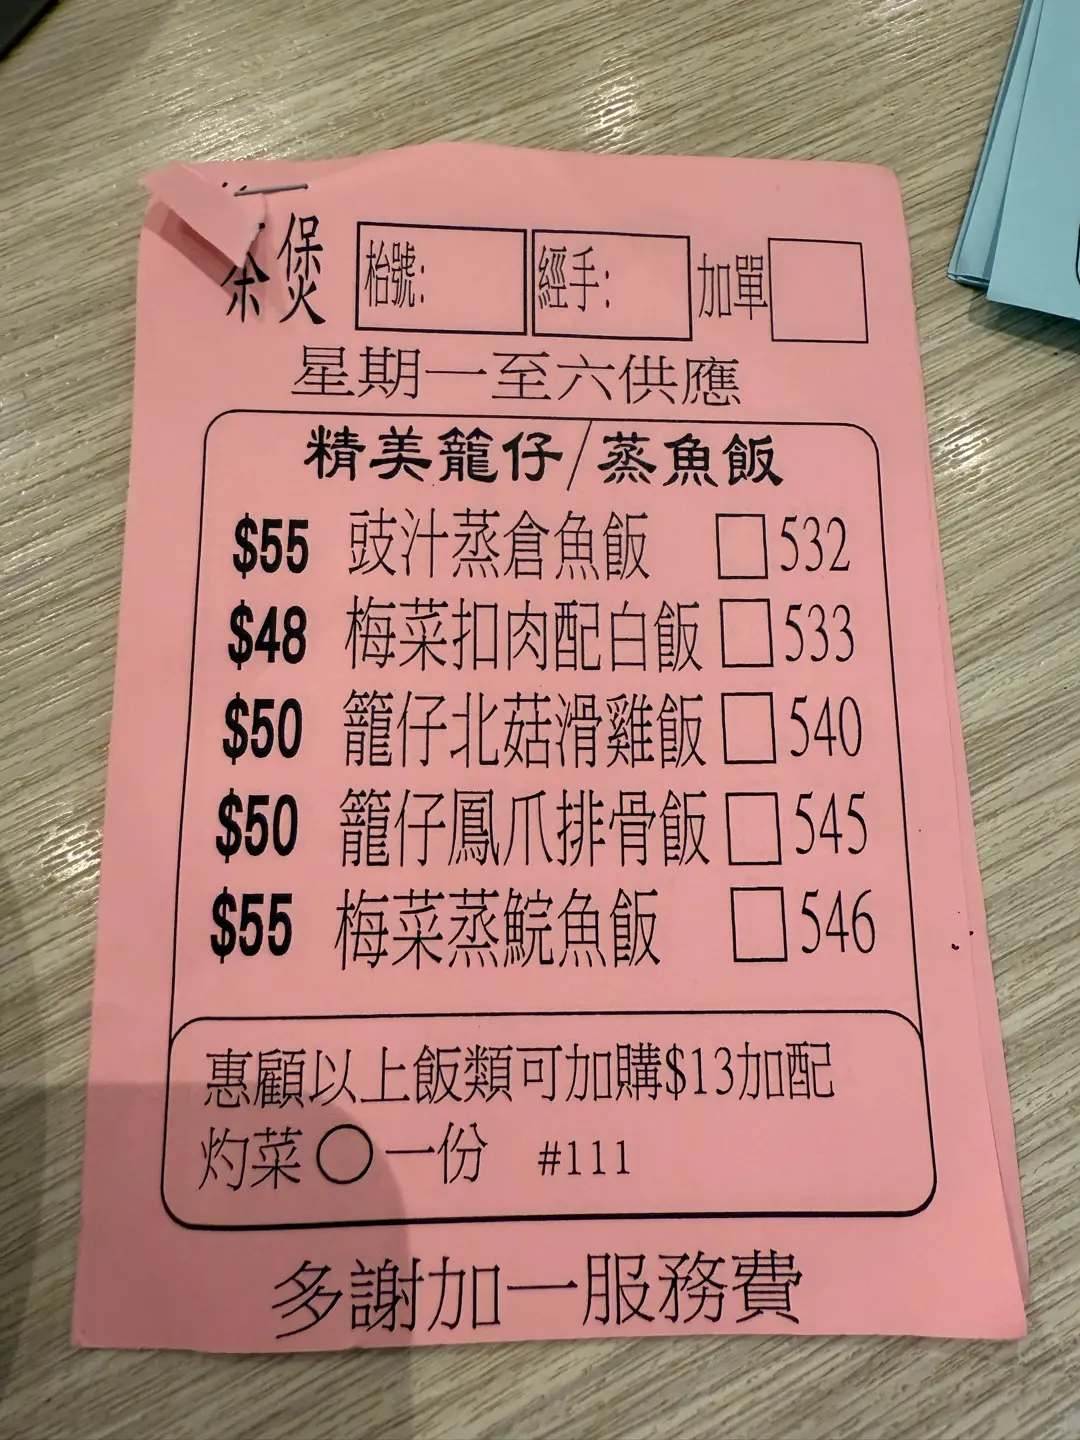 煲 枱號： 經手： 加單
星期一至六供應
精美籠仔/蒸魚飯
$55 豉汁蒸倉魚飯 532
$48 梅菜扣肉配白飯 533
$50 籠仔北菇滑雞飯 540
$50 籠仔鳳爪排骨飯 545
$55 梅菜蒸鯇魚飯 546
惠顧以上飯類可加購$13加配
灼菜○一份 #111
多謝加一服務費